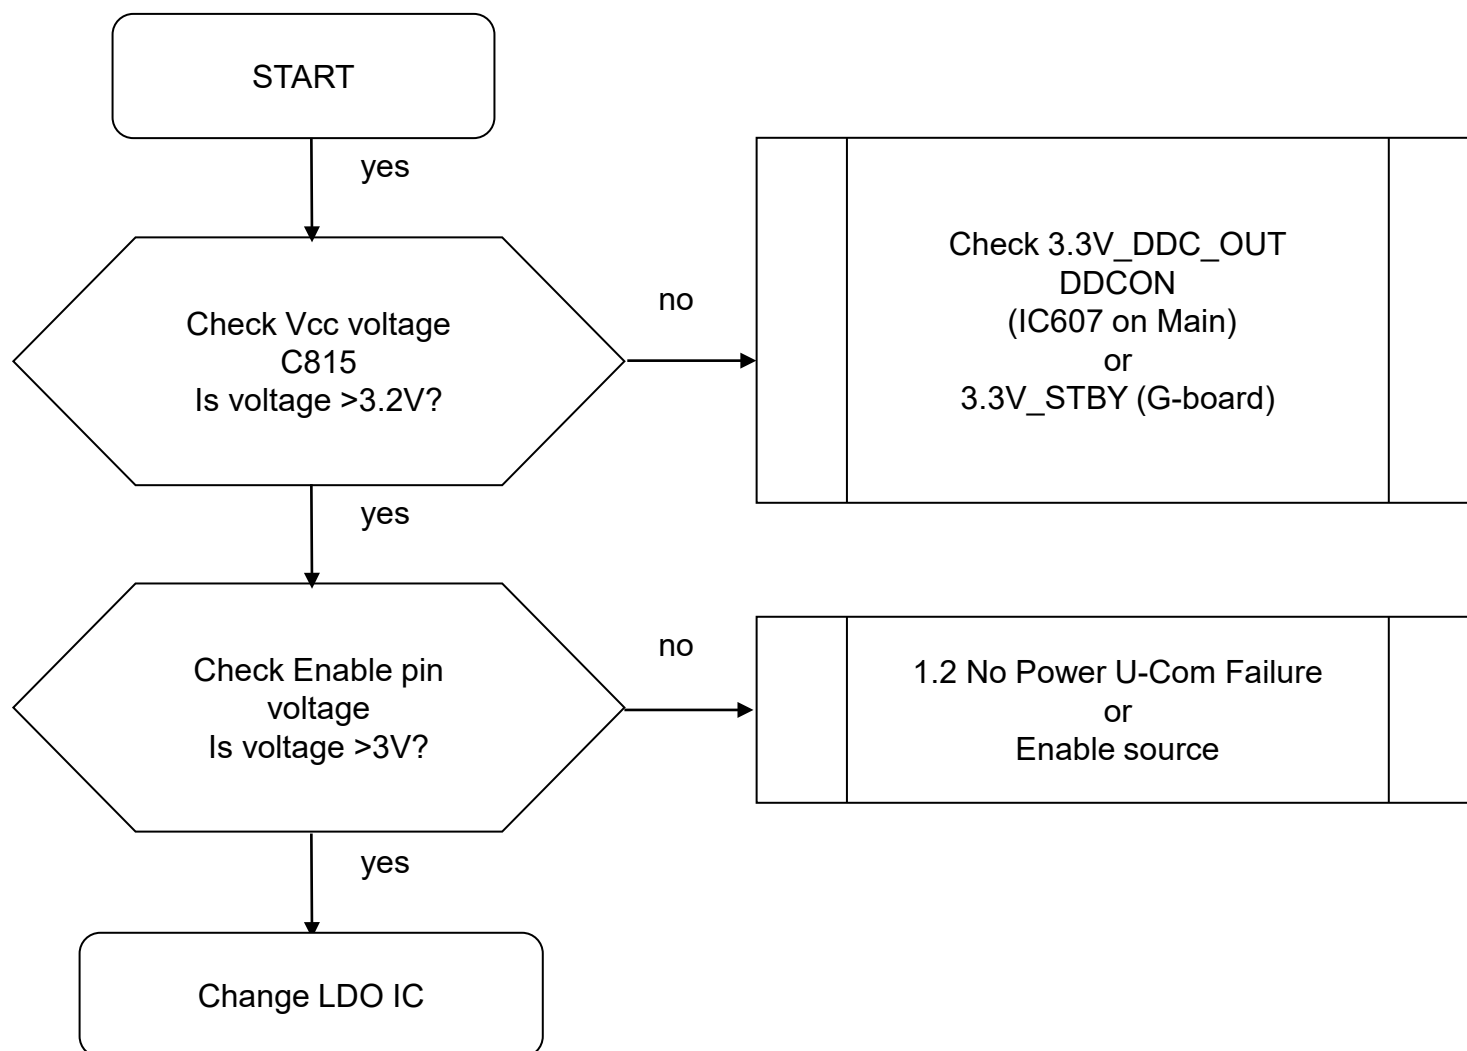 START
yes
Check Vcc voltage
C815
Is voltage >3.2V?
no
Check 3.3V_DDC_OUT
DDCON
(IC607 on Main)
or
3.3V_STBY (G-board)
yes
Check Enable pin
voltage
Is voltage >3V?
no
1.2 No Power U-Com Failure
or
Enable source
yes
Change LDO IC